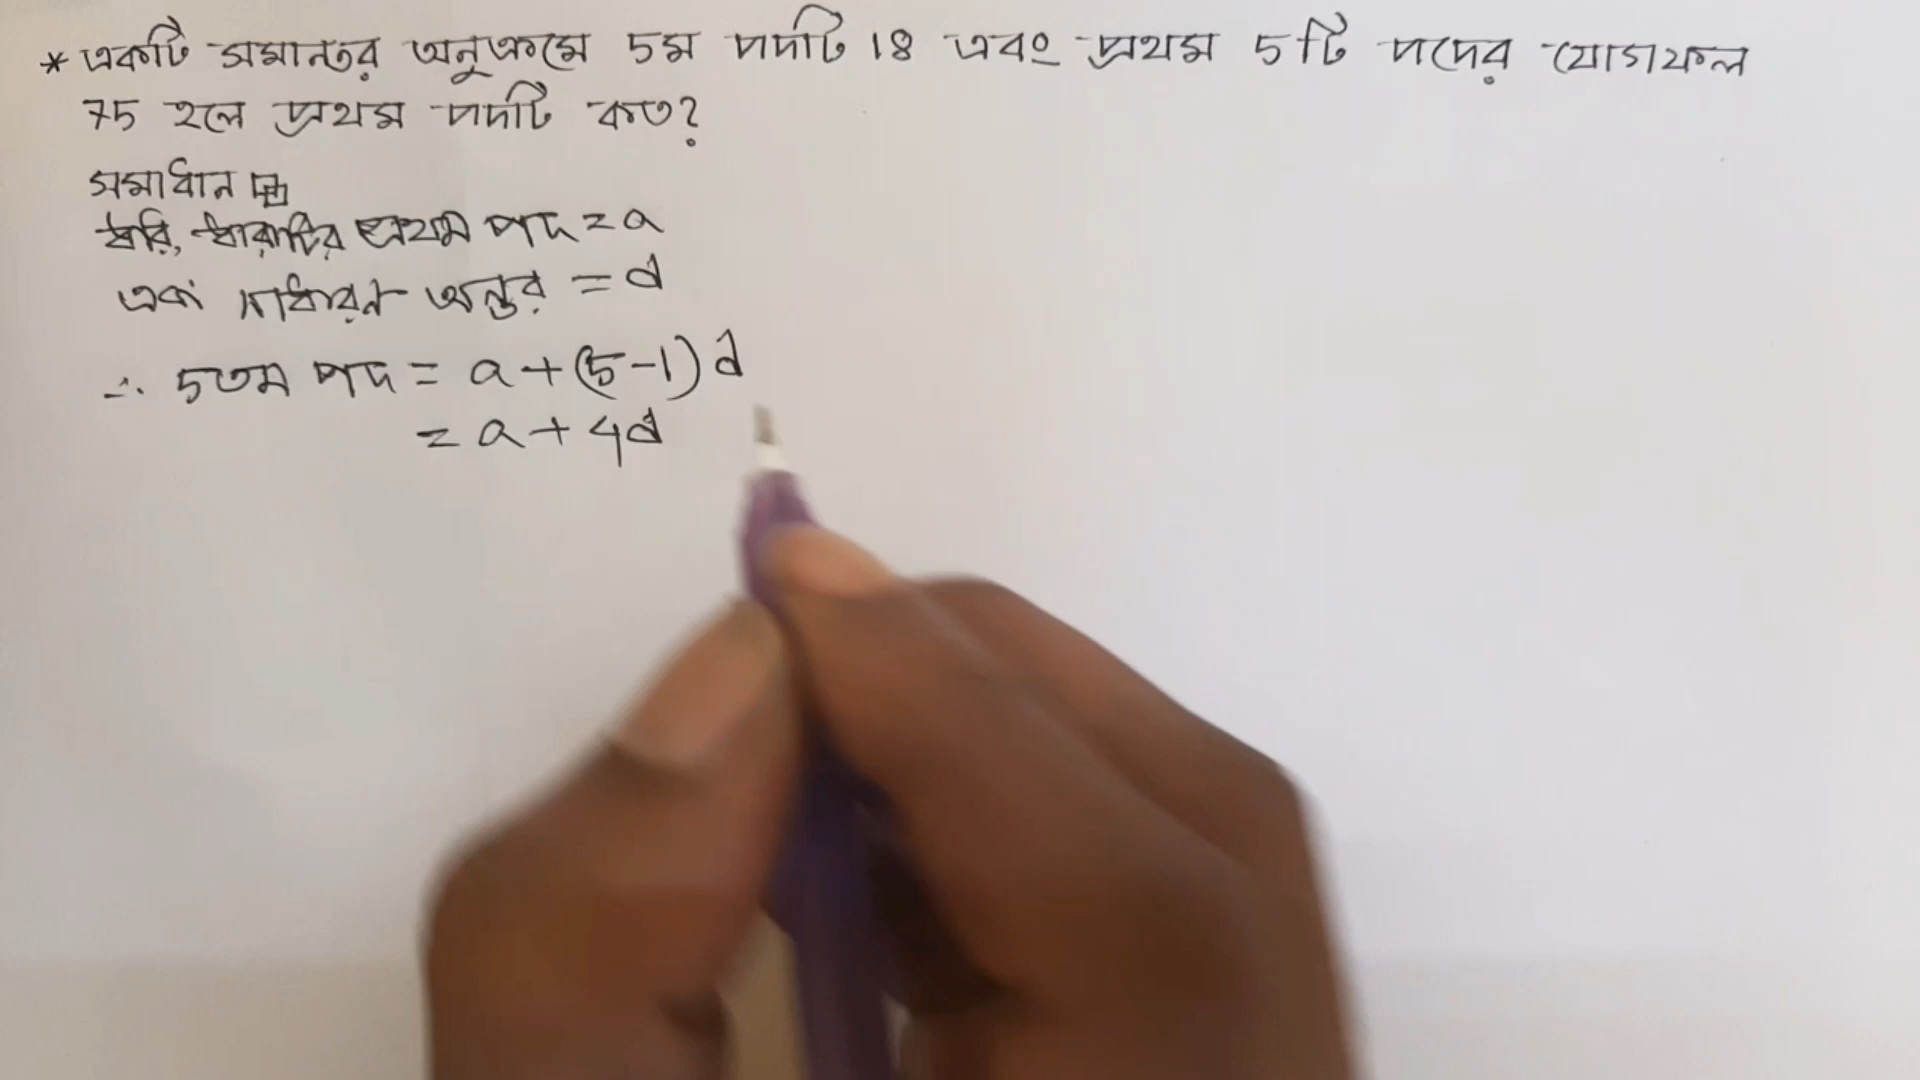 * একটি সমান্তর অনুক্রমে 5ম পদটি 18 এবং প্রথম 5টি পদের যোগফল
75 হলে প্রথম পদটি কত?
সমাধান
ধরি, ধারাটির প্রথম পদ = a
এবং সাধারণ অন্তর = d
∴ 5তম পদ = a + (5-1) d
= a + 4d